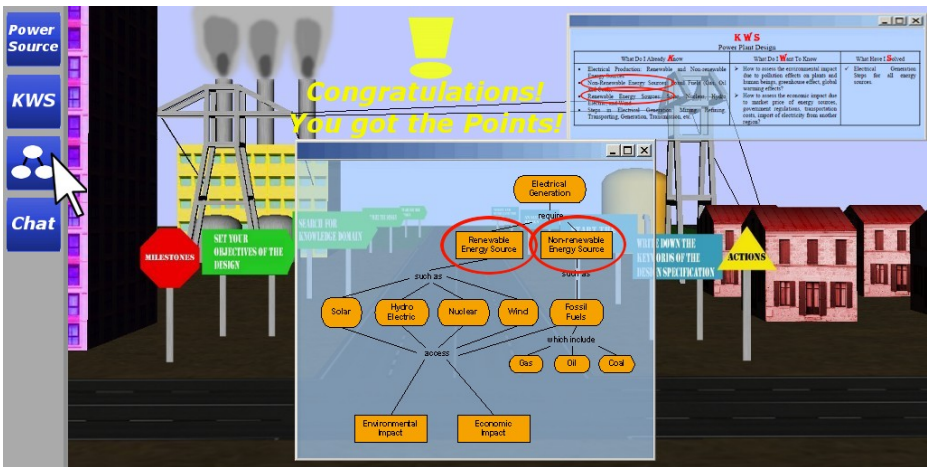 Power
Source
KWS
Chat
Congratulations!
You got the Points!
K W S
Power Plant Design
What Do I Already Know
• Electrical Production: Renewable and Non-renewable
Energy Sources
• Non-Renewable Energy Sources: Fossil Fuels (Gas, Oil
• Renewable Energy Sources: Nuclear, Hydro
Electric, and Wind
• Steps in Electrical Generation: Mining, Refining,
Transporting, Generation, Transmission, etc.
What Do I Want To Know
➢ How to assess the environmental impact
due to pollution effects on plants and
human beings, greenhouse effect, global
warming effects?
➢ How to assess the economic impact due
to market price of energy sources,
government regulations, transportation
costs, import of electricity from another
region?
What Have I Solved
✓ Electrical Generation
Steps for all energy
sources.
MILESTONES
SET YOUR
OBJECTIVES OF THE
DESIGN
SEARCH FOR
KNOWLEDGE DOMAIN
WRITE DOWN THE
KEYWORDS OF THE
DESIGN SPECIFICATION
ACTIONS
Electrical
Generation
require
Renewable
Energy Source
Non-renewable
Energy Source
such as
such as
Solar
Hydro
Electric
Nuclear
Wind
Fossil
Fuels
which include
access
Gas
Oil
Coal
Environmental
Impact
Economic
Impact